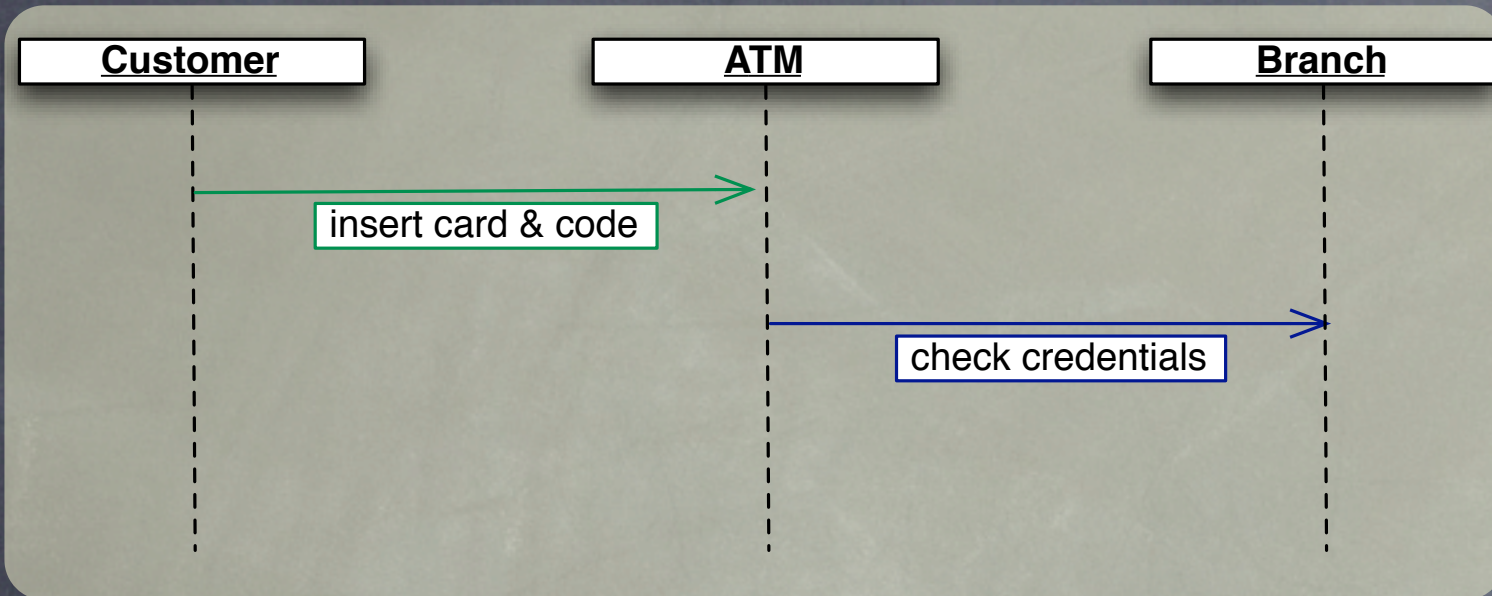 Customer
ATM
Branch
insert card & code
check credentials